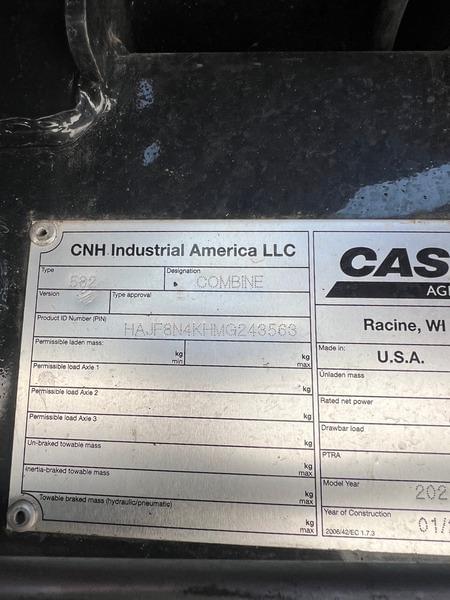 CNH Industrial America LLC
Type
582
Designation
COMBINE
Version
Type approval
Product ID Number (PIN)
HAJF8N4KHMG243563
Permissible laden mass:
kg
min
kg
max
Permissible load Axle 1
kg
Permissible load Axle 2
kg
Permissible load Axle 3
kg
Un-braked towable mass
kg
max
Inertia-braked towable mass
kg
max
Towable braked mass (hydraulic/pneumatic)
kg
max
CAS
AG
Racine, WI
Made in:
U.S.A.
Unladen mass
Rated net power
Drawbar load
PTRA
Model Year
202
Year of Construction
01/
2006/42/EC 1.7.3